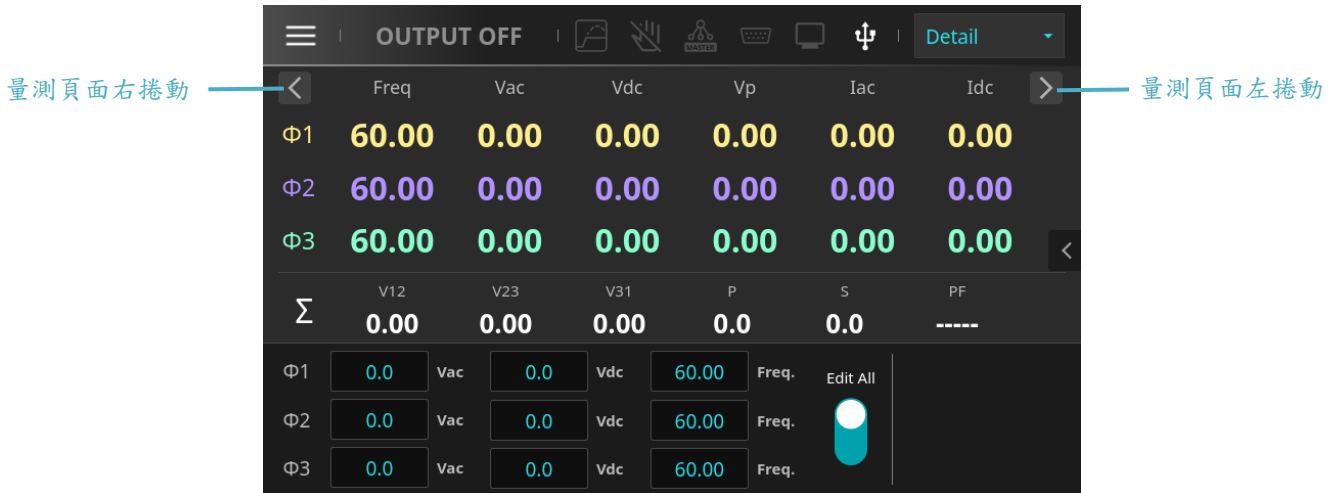 OUTPUT OFF MASTER Detail
量測頁面右捲動 Freq Vac Vdc Vp Iac Idc 量測頁面左捲動
Φ1 60.00 0.00 0.00 0.00 0.00 0.00
Φ2 60.00 0.00 0.00 0.00 0.00 0.00
Φ3 60.00 0.00 0.00 0.00 0.00 0.00
V12 V23 V31 P S PF
Σ 0.00 0.00 0.00 0.0 0.0 -----
Φ1 0.0 Vac 0.0 Vdc 60.00 Freq. Edit All
Φ2 0.0 Vac 0.0 Vdc 60.00 Freq.
Φ3 0.0 Vac 0.0 Vdc 60.00 Freq.